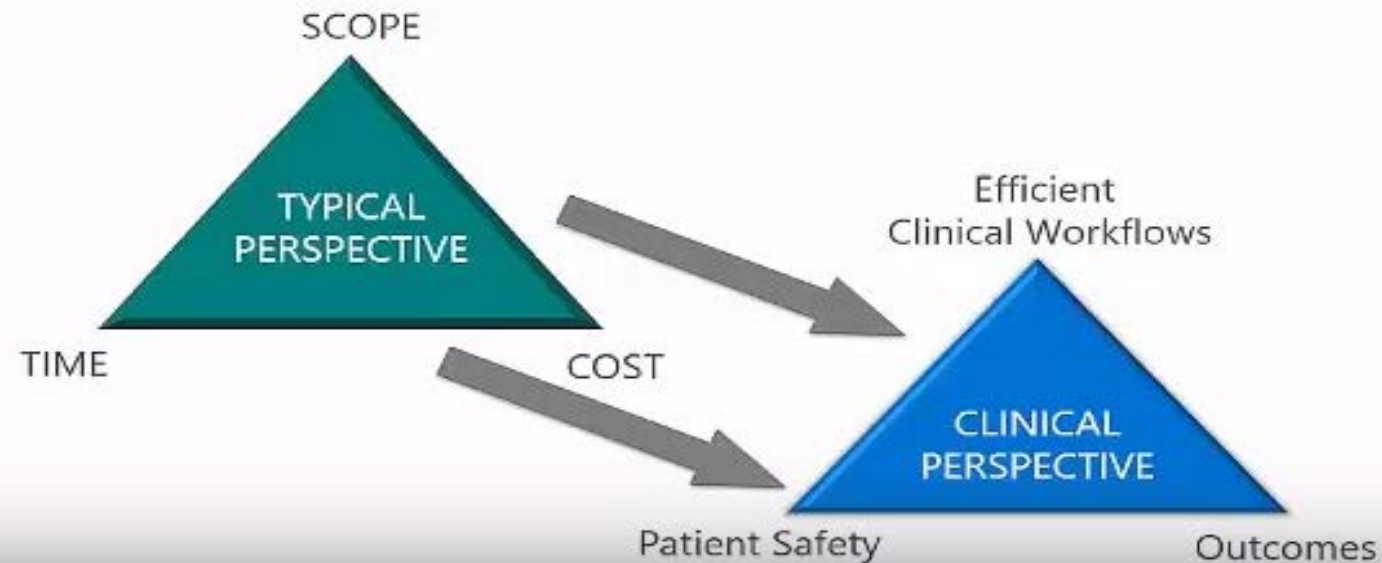 SCOPE
TYPICAL
PERSPECTIVE
TIME
COST
Efficient
Clinical Workflows
CLINICAL
PERSPECTIVE
Patient Safety
Outcomes